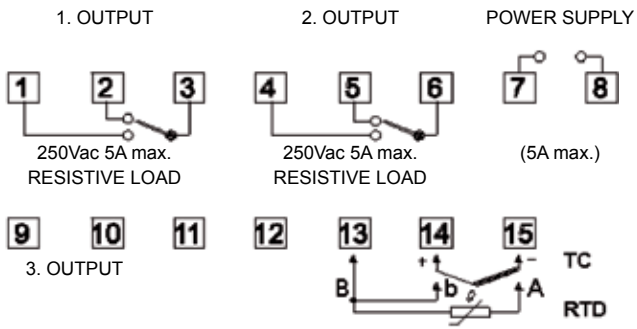 1. OUTPUT 2. OUTPUT POWER SUPPLY
1 2 3 4 5 6 7 8
250Vac 5A max. 250Vac 5A max. (5A max.)
RESISTIVE LOAD RESISTIVE LOAD
9 10 11 12 13 14 15
3. OUTPUT + - TC
B b A
RTD